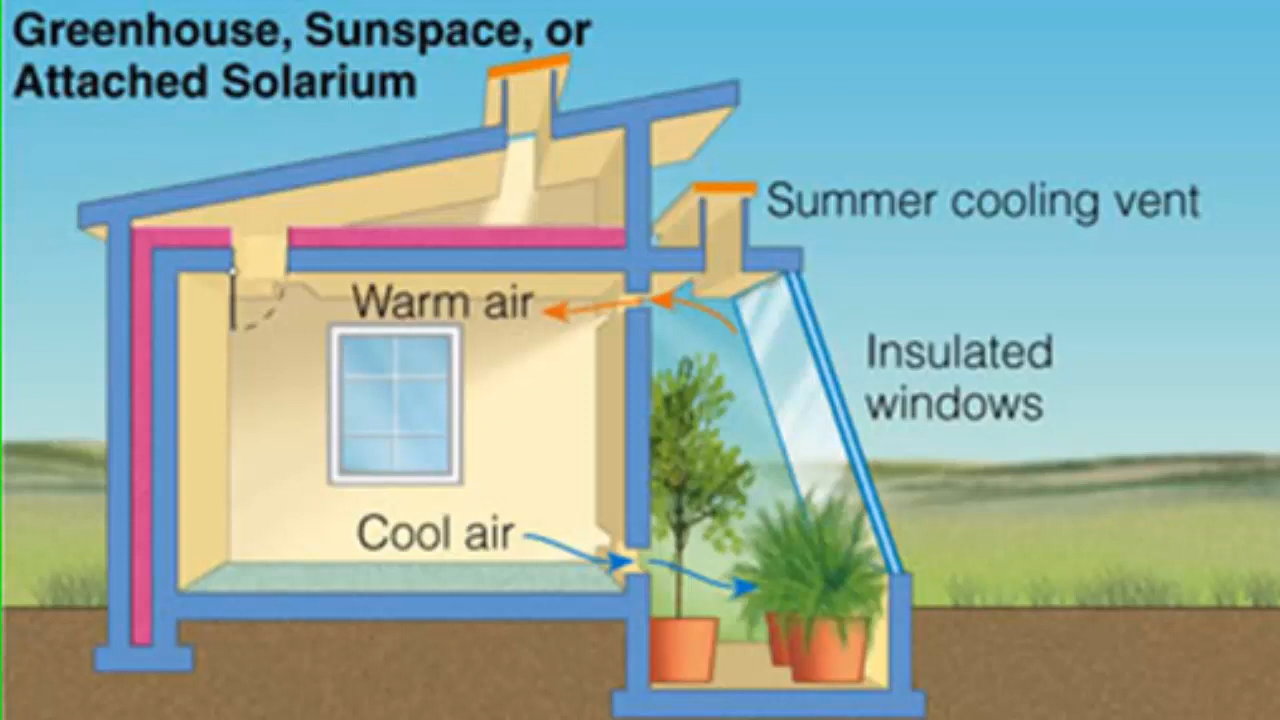 Greenhouse, Sunspace, or
Attached Solarium
Summer cooling vent
Warm air
Insulated
windows
Cool air